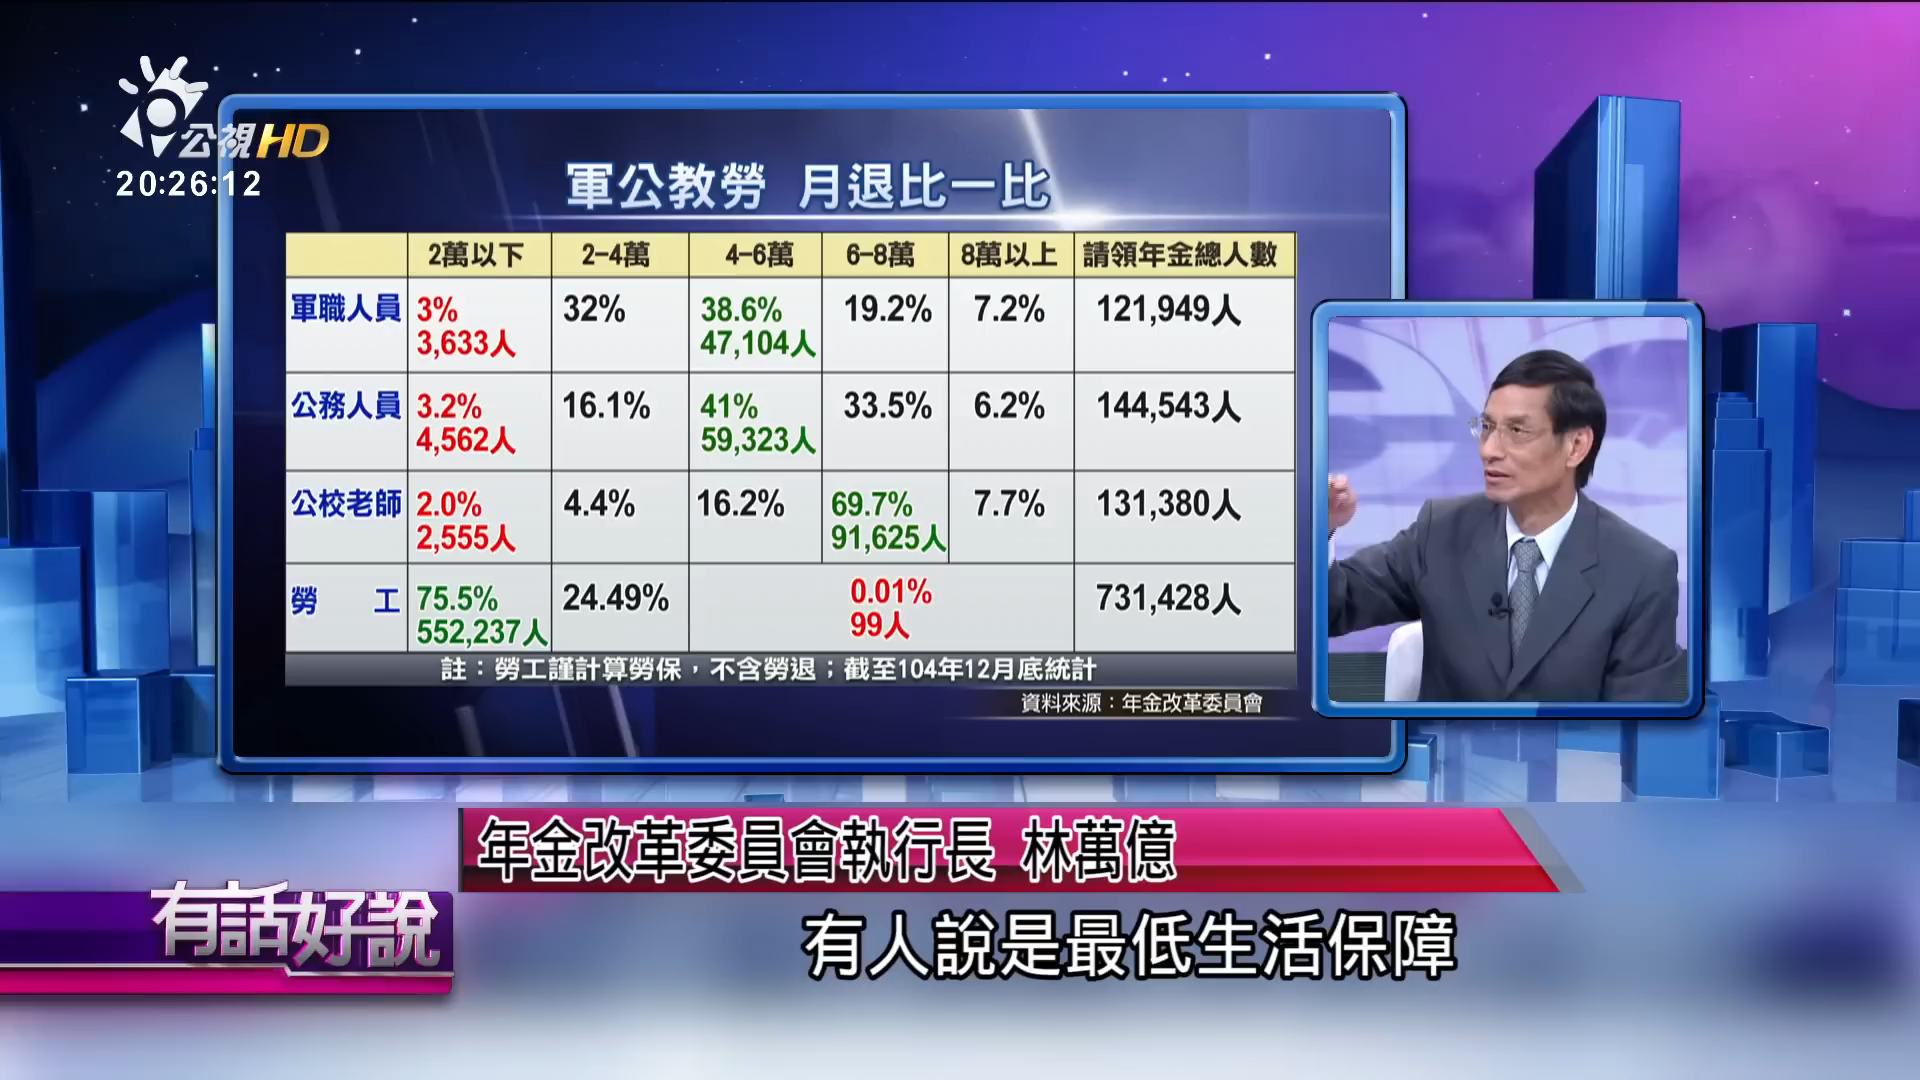 公視HD
20:26:12
軍公教勞 月退比一比
2萬以下 2-4萬 4-6萬 6-8萬 8萬以上 請領年金總人數
軍職人員 3% 32% 38.6% 19.2% 7.2% 121,949人
3,633人 47,104人
公務人員 3.2% 16.1% 41% 33.5% 6.2% 144,543人
4,562人 59,323人
公校老師 2.0% 4.4% 16.2% 69.7% 7.7% 131,380人
2,555人 91,625人
勞 工 75.5% 24.49% 0.01% 731,428人
552,237人 99人
註：勞工謹計算勞保，不含勞退；截至104年12月底統計
資料來源：年金改革委員會
年金改革委員會執行長 林萬億
有話好說
有人說是最低生活保障